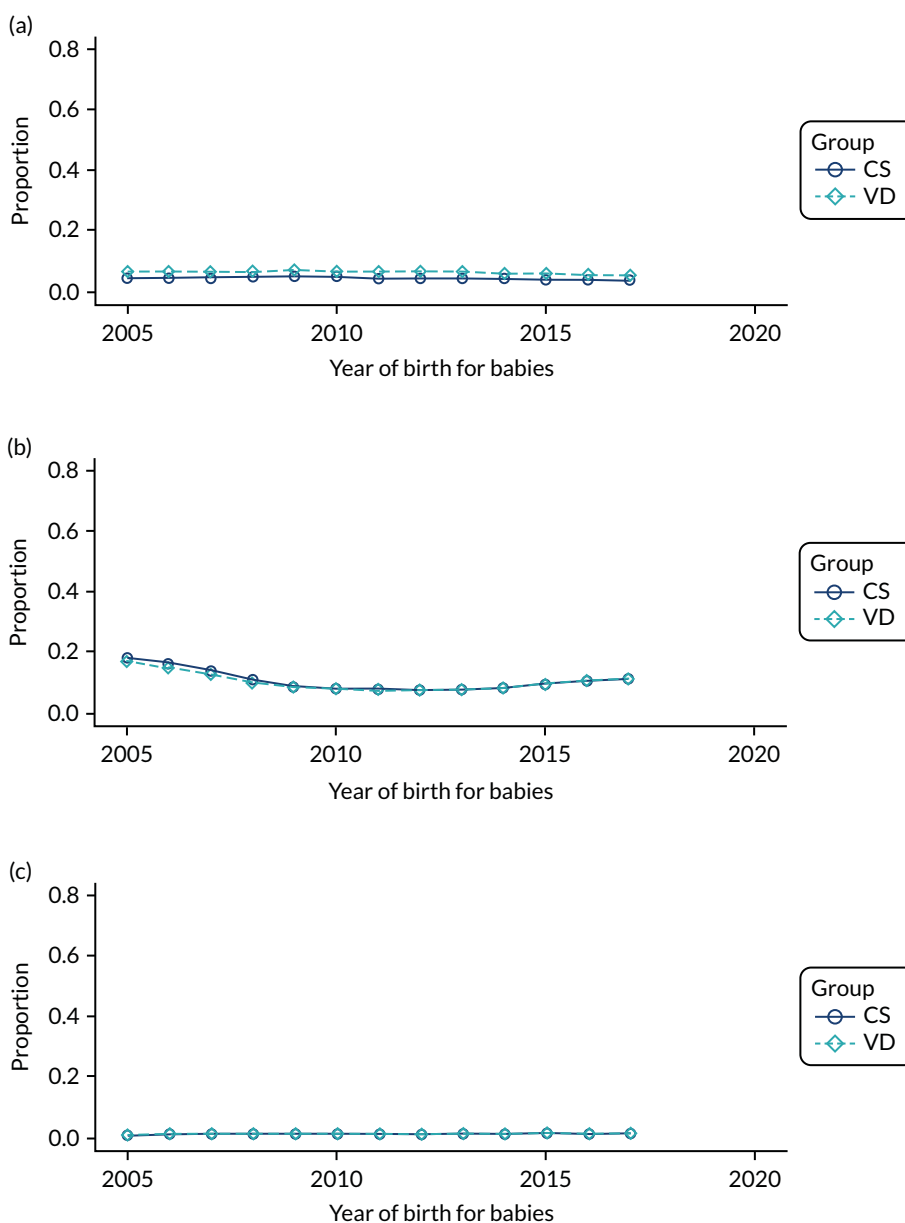 (a)
0.8
0.6
0.4
0.2
0.0
Proportion
2005 2010 2015 2020
Year of birth for babies
Group
CS
VD
(b)
0.8
0.6
0.4
0.2
0.0
Proportion
2005 2010 2015 2020
Year of birth for babies
Group
CS
VD
(c)
0.8
0.6
0.4
0.2
0.0
Proportion
2005 2010 2015 2020
Year of birth for babies
Group
CS
VD